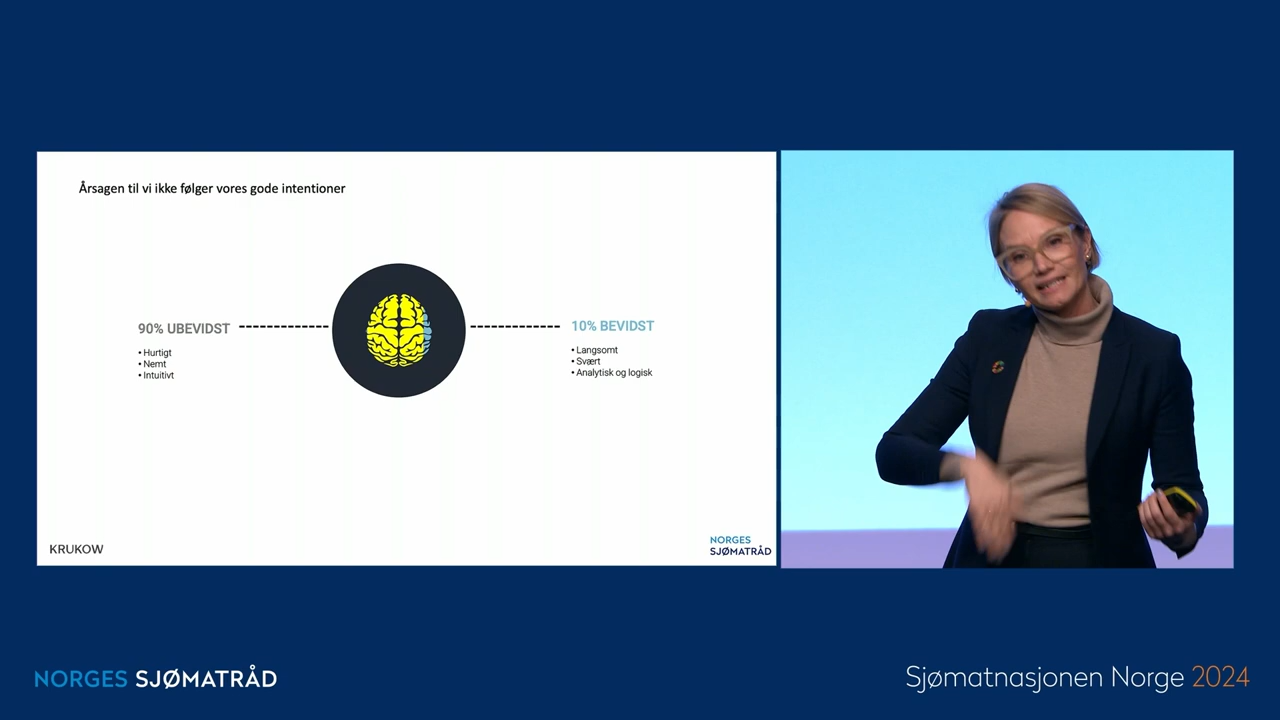 Årsagen til vi ikke følger vores gode intentioner
90% UBEVIDST
• Hurtigt
• Nemt
• Intuitivt
10% BEVIDST
• Langsomt
• Svært
• Analytisk og logisk
KRUKOW
NORGES
SJØMATRÅD
NORGES SJØMATRÅD
Sjømatnasjonen Norge 2024